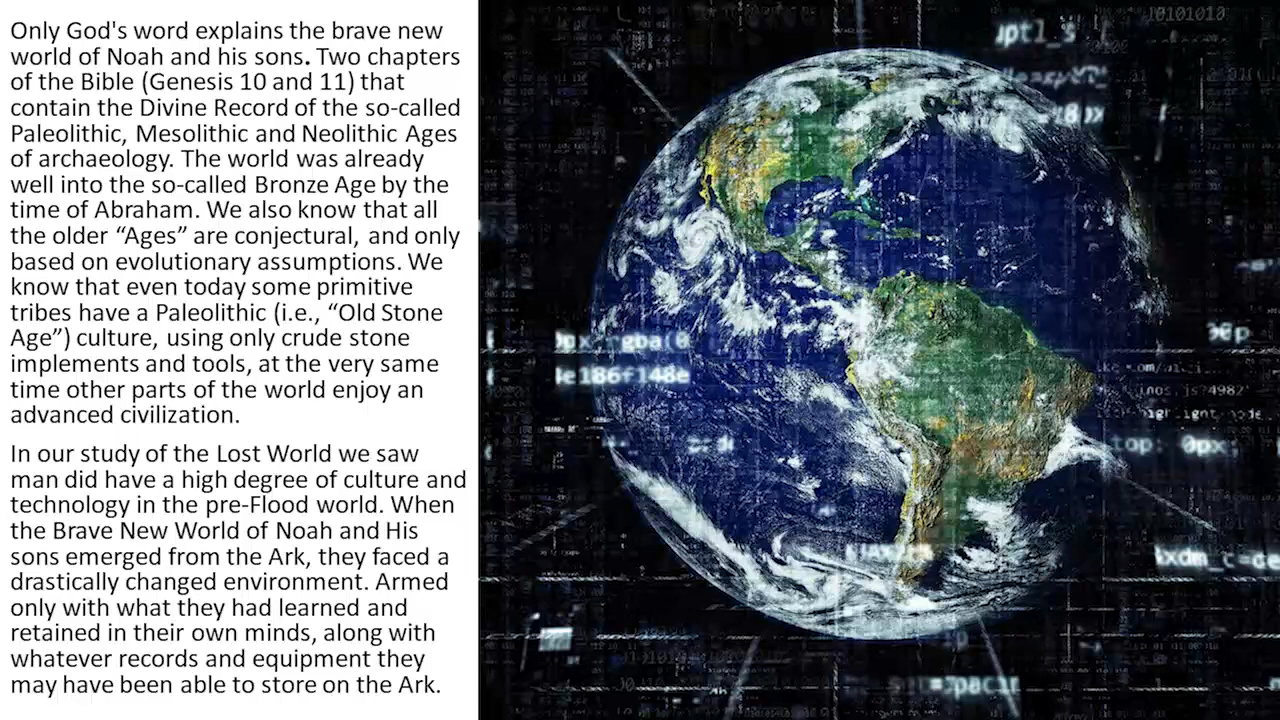 Only God's word explains the brave new
world of Noah and his sons. Two chapters
of the Bible (Genesis 10 and 11) that
contain the Divine Record of the so-called
Paleolithic, Mesolithic and Neolithic Ages
of archaeology. The world was already
well into the so-called Bronze Age by the
time of Abraham. We also know that all
the older “Ages” are conjectural, and only
based on evolutionary assumptions. We
know that even today some primitive
tribes have a Paleolithic (i.e., “Old Stone
Age”) culture, using only crude stone
implements and tools, at the very same
time other parts of the world enjoy an
advanced civilization.
In our study of the Lost World we saw
man did have a high degree of culture and
technology in the pre-Flood world. When
the Brave New World of Noah and His
sons emerged from the Ark, they faced a
drastically changed environment. Armed
only with what they had learned and
retained in their own minds, along with
whatever records and equipment they
may have been able to store on the Ark.
10101010
top: 0px;